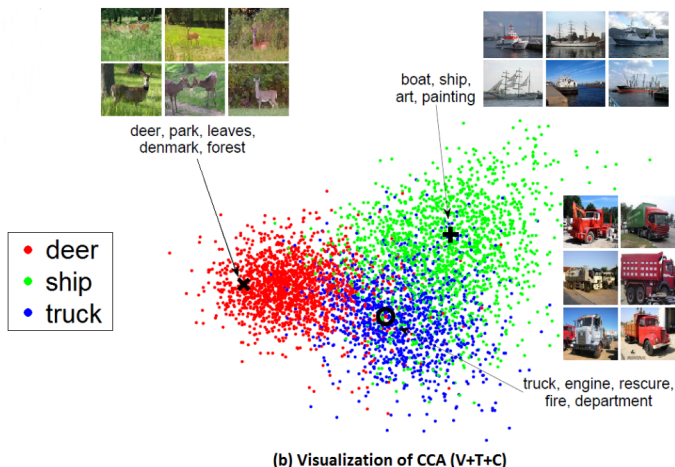 boat, ship,
art, painting
deer, park, leaves,
denmark, forest
deer
ship
truck
truck, engine, rescure,
fire, department
(b) Visualization of CCA (V+T+C)